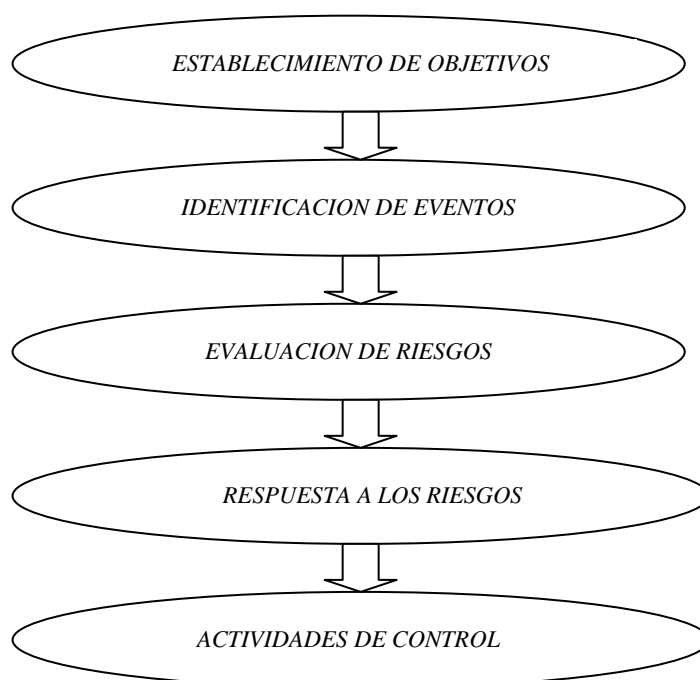 ESTABLECIMIENTO DE OBJETIVOS
IDENTIFICACION DE EVENTOS
EVALUACION DE RIESGOS
RESPUESTA A LOS RIESGOS
ACTIVIDADES DE CONTROL